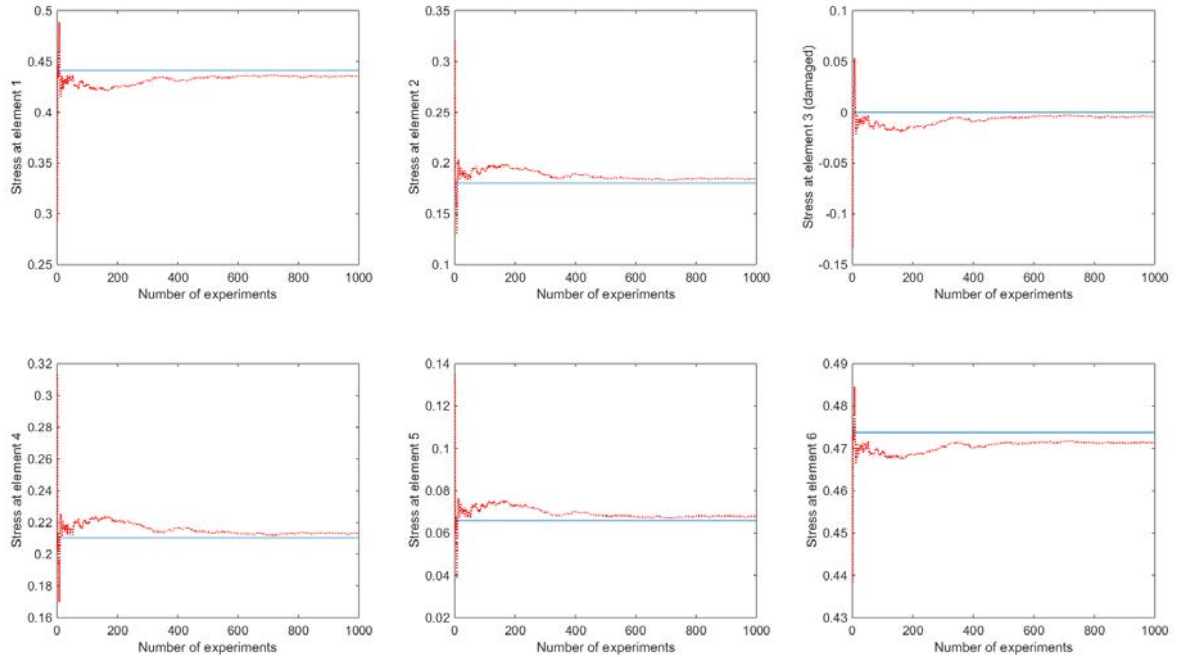 0.5
0.45
0.4
0.35
0.3
0.25
Stress at element 1
0 200 400 600 800 1000
Number of experiments
0.35
0.3
0.25
0.2
0.15
0.1
Stress at element 2
0 200 400 600 800 1000
Number of experiments
0.1
0.05
0
-0.05
-0.1
-0.15
Stress at element 3 (damaged)
0 200 400 600 800 1000
Number of experiments
0.32
0.3
0.28
0.26
0.24
0.22
0.2
0.18
0.16
Stress at element 4
0 200 400 600 800 1000
Number of experiments
0.14
0.12
0.1
0.08
0.06
0.04
0.02
Stress at element 5
0 200 400 600 800 1000
Number of experiments
0.49
0.48
0.47
0.46
0.45
0.44
0.43
Stress at element 6
0 200 400 600 800 1000
Number of experiments